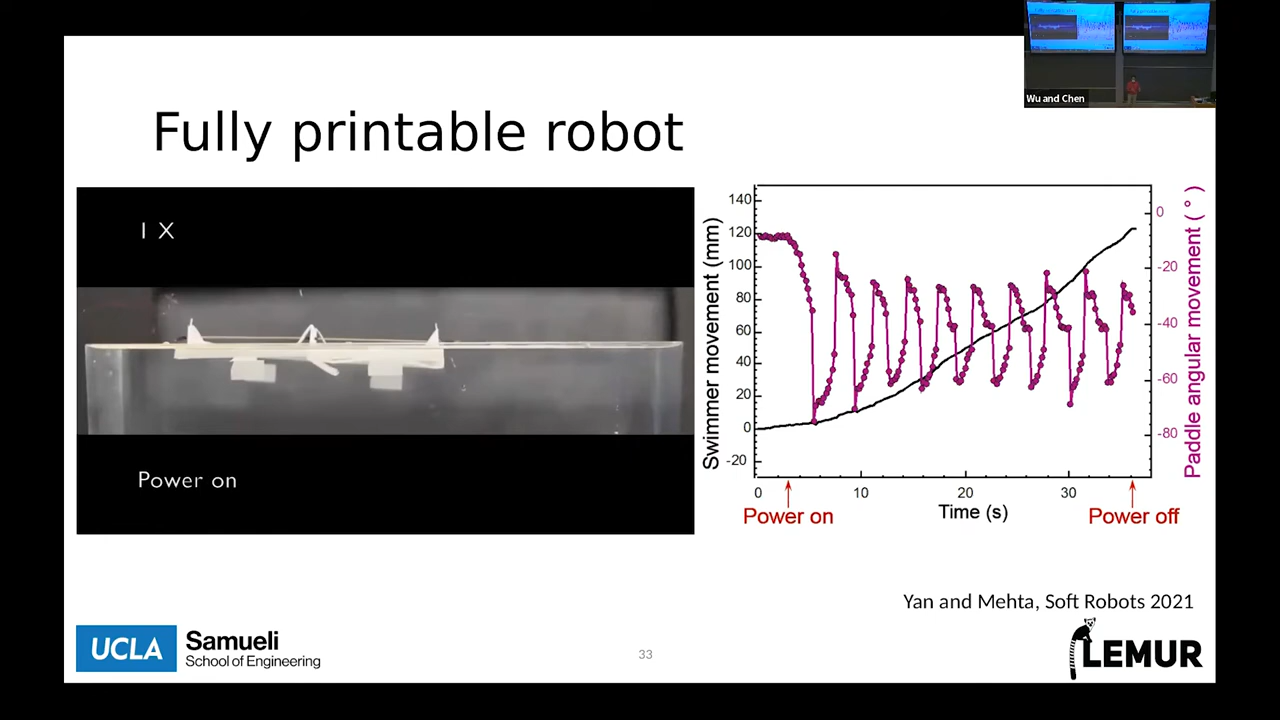 Wu and Chen
Fully printable robot
1 X
Power on
Swimmer movement (mm)
140
120
100
80
60
40
20
0
-20
0
-20
-40
-60
-80
Paddle angular movement ( ° )
0
10
20
30
Power on
Time (s)
Power off
Yan and Mehta, Soft Robots 2021
UCLA
Samueli
School of Engineering
33
LEMUR